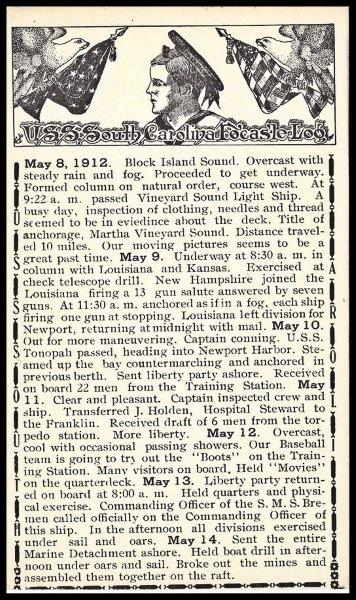 U.S.S. South Carolina Focasle Log.
May 8, 1912. Block Island Sound. Overcast with
steady rain and fog. Proceeded to get underway.
Formed column on natural order, course west. At
9:22 a. m. passed Vineyard Sound Light Ship. A
busy day, inspection of clothing, needles and thread
seemed to be in eviedince about the deck. Title of
anchorage, Martha Vineyard Sound. Distance travel-
ed 10 miles. Our moving pictures seems to be a
great past time. May 9. Underway at 8:30 a. m. in
column with Louisiana and Kansas. Exercised at
check telescope drill. New Hampshire joined the
Louisiana firing a 13 gun salute answered by seven
guns. At 11:30 a.m. anchored as if in a fog, each ship
firing one gun at stopping. Louisiana left division for
Newport, returning at midnight with mail. May 10.
Out for more maneuvering. Captain conning. U.S.S.
Tonopah passed, heading into Newport Harbor. Ste-
amed up the bay countermarching and anchored in
previous berth. Sent liberty party ashore. Received
on board 22 men from the Training Station. May
11. Clear and pleasant. Captain inspected crew and
ship. Transferred J. Holden, Hospital Steward to
the Franklin. Received draft of 6 men from the tor-
pedo station. More liberty. May 12. Overcast,
cool with occasional passing showers. Our Baseball
team is going to try out the "Boots" on the Train-
ing Station. Many visitors on board, Held "Movies"
on the quarterdeck. May 13. Liberty party return-
ed on board at 8:00 a. m. Held quarters and physi-
cal exercise. Commanding Officer of the S. M. S. Bre-
men called officially on the Commanding Officer of
this ship. In the afternoon all divisions exercised
under sail and oars. May 14. Sent the entire
Marine Detachment ashore. Held boat drill in after-
noon under oars and sail. Broke out the mines and
assembled them together on the raft.